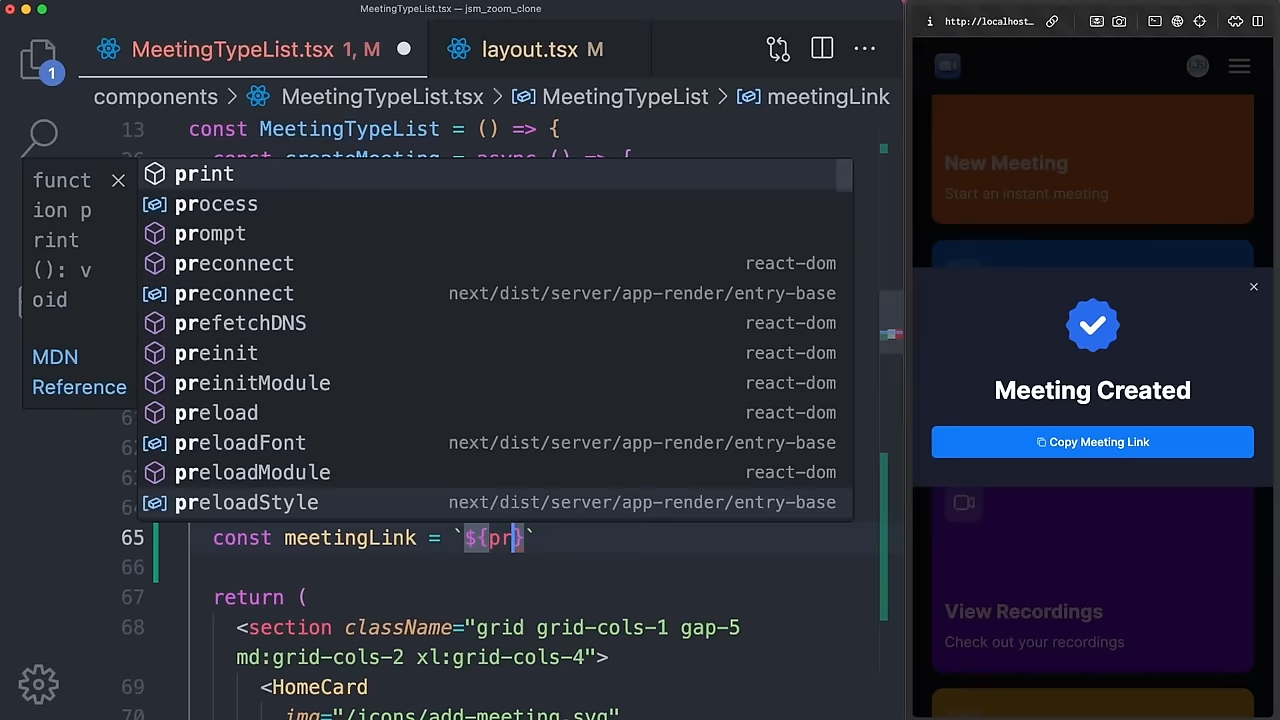 MeetingTypeList.tsx — jsm_zoom_clone
MeetingTypeList.tsx 1, M
layout.tsx M
1
components > MeetingTypeList.tsx > MeetingTypeList > meetingLink
13 const MeetingTypeList = () => {
const createMeeting = async () => {
funct
ion p
rint
(): v
oid
MDN
Reference
print
process
prompt
preconnect react-dom
preconnect next/dist/server/app-render/entry-base
prefetchDNS react-dom
preinit react-dom
preinitModule react-dom
preload react-dom
preloadFont next/dist/server/app-render/entry-base
preloadModule react-dom
preloadStyle next/dist/server/app-render/entry-base
65 const meetingLink = `${pr}`
66
67 return (
68 <section className="grid grid-cols-1 gap-5
md:grid-cols-2 xl:grid-cols-4">
69 <HomeCard
70 img="/icons/add-meeting.svg"
http://localhost...
New Meeting
Start an instant meeting
Meeting Created
Copy Meeting Link
View Recordings
Check out your recordings